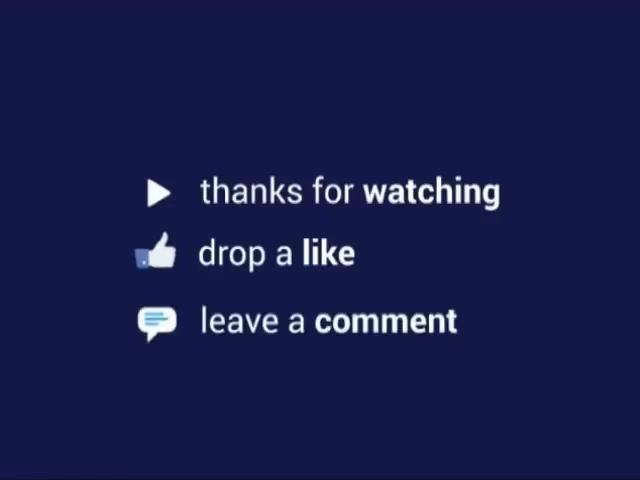 thanks for watching
drop a like
leave a comment